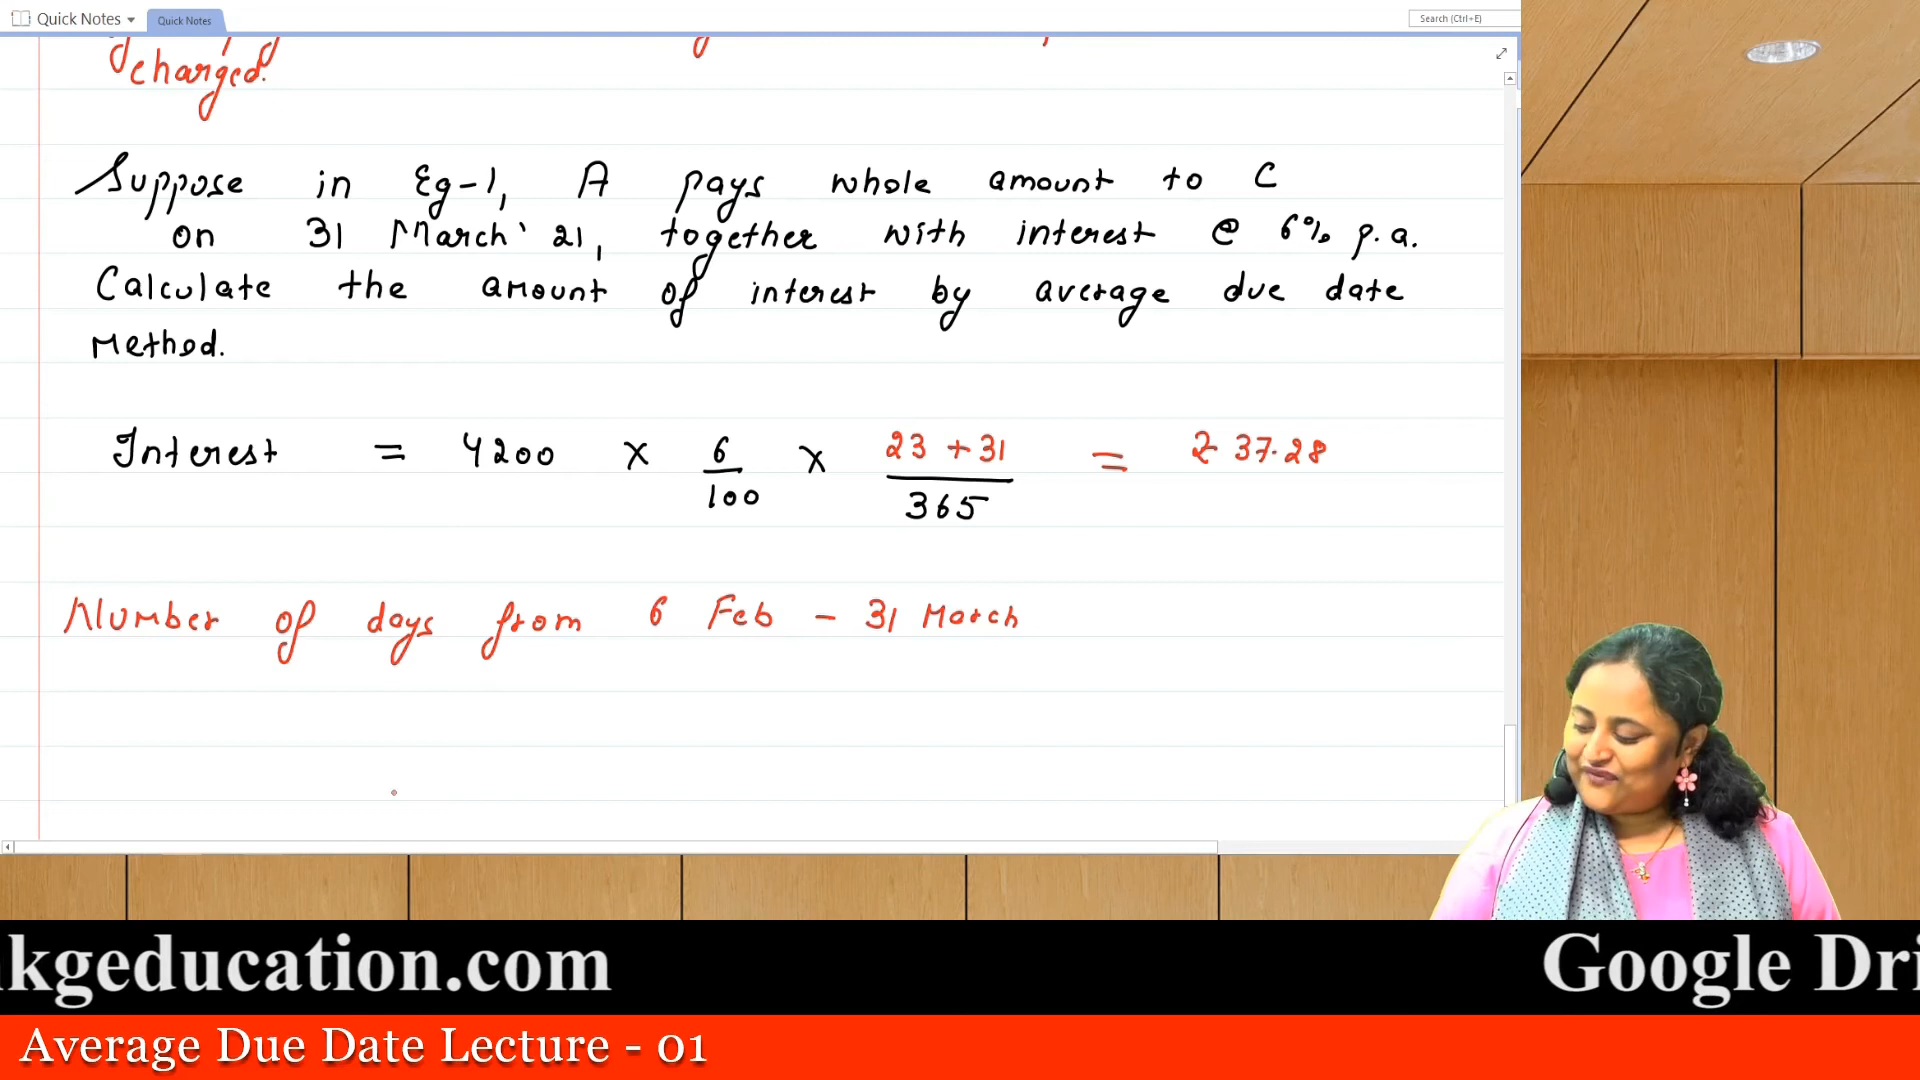 Quick Notes
Quick Notes
Search (Ctrl+E)
charged.
Suppose in Eg-1, A pays whole amount to C
on 31 March' 21, together with interest @ 6% p.a.
Calculate the amount of interest by average due date
Method.
Interest = 4200 x 6/100 x 23 + 31/365 = 2 37.28
Number of days from 6 Feb - 31 March
kgeducation.com
Google Dri
Average Due Date Lecture - 01